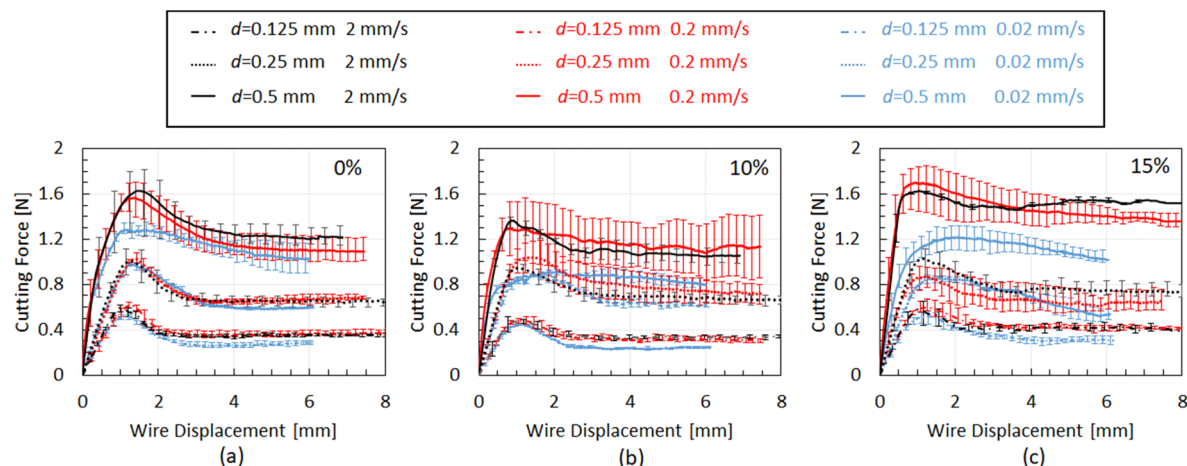 d=0.125 mm 2 mm/s d=0.125 mm 0.2 mm/s d=0.125 mm 0.02 mm/s
d=0.25 mm 2 mm/s d=0.25 mm 0.2 mm/s d=0.25 mm 0.02 mm/s
d=0.5 mm 2 mm/s d=0.5 mm 0.2 mm/s d=0.5 mm 0.02 mm/s
0%
Cutting Force [N]
2
1.6
1.2
0.8
0.4
0
0 2 4 6 8
Wire Displacement [mm]
(a)
10%
Cutting Force [N]
2
1.6
1.2
0.8
0.4
0
0 2 4 6 8
Wire Displacement [mm]
(b)
15%
Cutting Force [N]
2
1.6
1.2
0.8
0.4
0
0 2 4 6 8
Wire Displacement [mm]
(c)